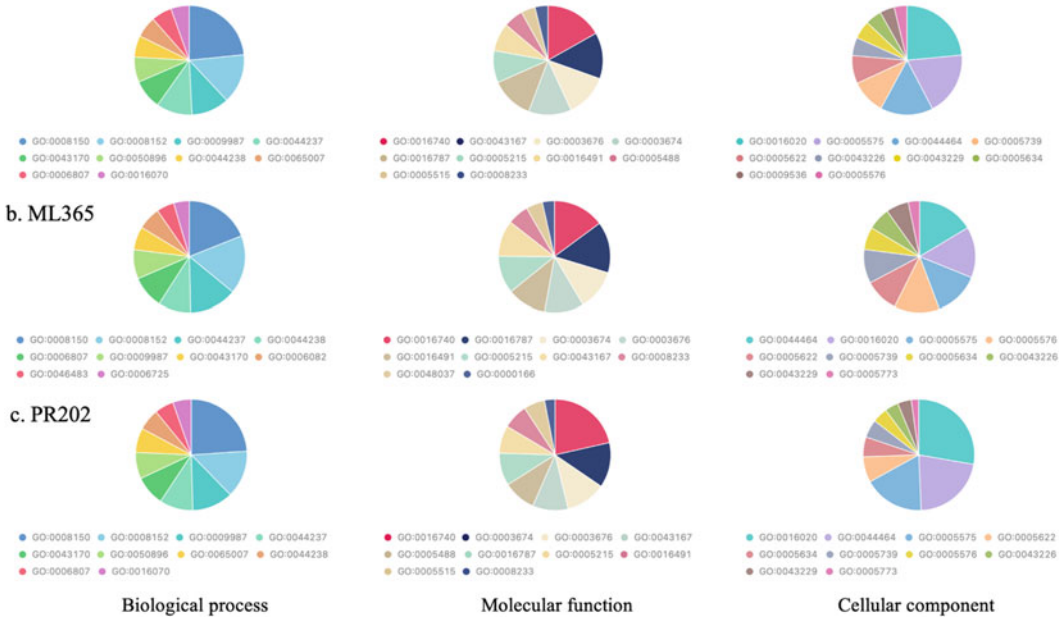 GO:0008150 GO:0008152 GO:0009987 GO:0044237
GO:0043170 GO:0050896 GO:0044238 GO:0065007
GO:0006807 GO:0016070
GO:0016740 GO:0043167 GO:0003676 GO:0003674
GO:0016787 GO:0005215 GO:0016491 GO:0005488
GO:0005515 GO:0008233
GO:0016020 GO:0005575 GO:0044464 GO:0005739
GO:0005622 GO:0043226 GO:0043229 GO:0005634
GO:0009536 GO:0005576
b. ML365
GO:0008150 GO:0008152 GO:0044237 GO:0044238
GO:0006807 GO:0009987 GO:0043170 GO:0006082
GO:0046483 GO:0006725
GO:0016740 GO:0016787 GO:0003674 GO:0003676
GO:0016491 GO:0005215 GO:0043167 GO:0008233
GO:0048037 GO:0000166
GO:0044464 GO:0016020 GO:0005575 GO:0005576
GO:0005622 GO:0005739 GO:0005634 GO:0043226
GO:0043229 GO:0005773
c. PR202
GO:0008150 GO:0008152 GO:0009987 GO:0044237
GO:0043170 GO:0050896 GO:0065007 GO:0044238
GO:0006807 GO:0016070
GO:0016740 GO:0003674 GO:0003676 GO:0043167
GO:0005488 GO:0016787 GO:0005215 GO:0016491
GO:0005515 GO:0008233
GO:0016020 GO:0044464 GO:0005575 GO:0005622
GO:0005634 GO:0005739 GO:0005576 GO:0043226
GO:0043229 GO:0005773
Biological process
Molecular function
Cellular component